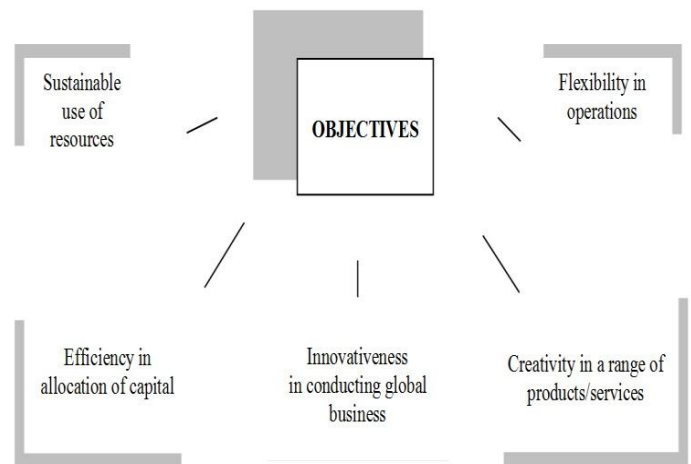 Sustainable
use of
resources
OBJECTIVES
Flexibility in
operations
Efficiency in
allocation of capital
Innovativeness
in conducting global
business
Creativity in a range of
products/services